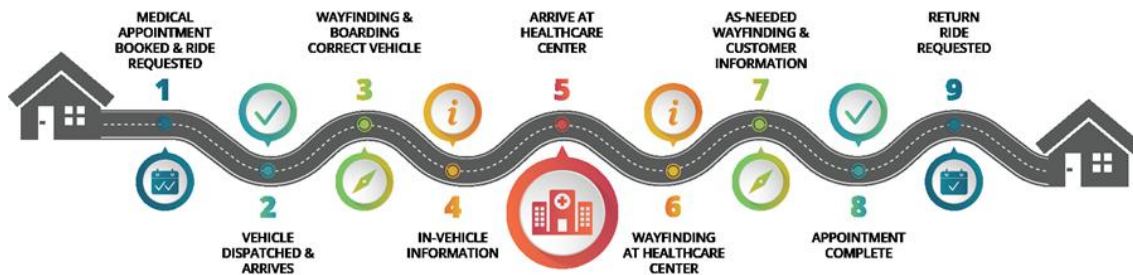 MEDICAL
APPOINTMENT
BOOKED & RIDE
REQUESTED
1
2
VEHICLE
DISPATCHED &
ARRIVES
WAYFINDING &
BOARDING
CORRECT VEHICLE
3
4
IN-VEHICLE
INFORMATION
ARRIVE AT
HEALTHCARE
CENTER
5
6
WAYFINDING
AT HEALTHCARE
CENTER
AS-NEEDED
WAYFINDING &
CUSTOMER
INFORMATION
7
8
APPOINTMENT
COMPLETE
RETURN
RIDE
REQUESTED
9
i
i